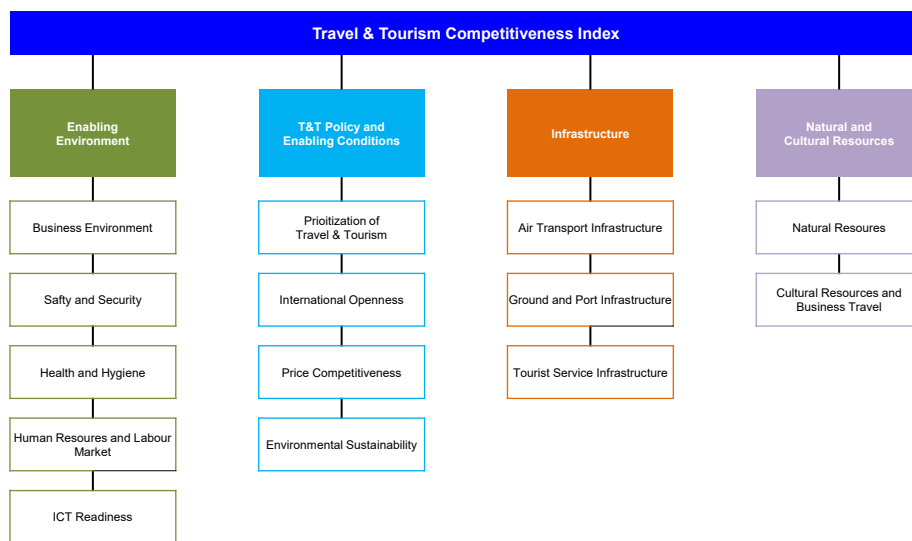 Travel & Tourism Competitiveness Index
Enabling
Environment
Business Environment
Safty and Security
Health and Hygiene
Human Resoures and Labour
Market
ICT Readiness
T&T Policy and
Enabling Conditions
Prioitization of
Travel & Tourism
International Openness
Price Competitiveness
Environmental Sustainability
Infrastructure
Air Transport Infrastructure
Ground and Port Infrastructure
Tourist Service Infrastructure
Natural and
Cultural Resources
Natural Resoures
Cultural Resources and
Business Travel